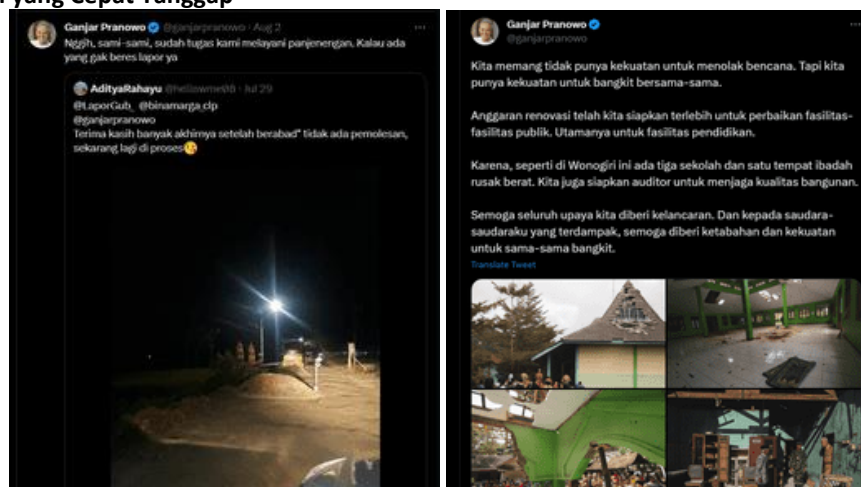 yang Cepat Tanggap
Ganjar Pranowo @ganjarpranowo · Aug 2
Nggih, sami-sami, sudah tugas kami melayani panjenengan. Kalau ada
yang gak beres lapor ya
AdityaRahayu @hellowme08 · Jul 29
@LaporGub_ @binamarga_clp
@ganjarpranowo
Terima kasih banyak akhirnya setelah berabad" tidak ada pemolesan,
sekarang lagi di proses
Ganjar Pranowo
@ganjarpranowo
Kita memang tidak punya kekuatan untuk menolak bencana. Tapi kita
punya kekuatan untuk bangkit bersama-sama.
Anggaran renovasi telah kita siapkan terlebih untuk perbaikan fasilitas-
fasilitas publik. Utamanya untuk fasilitas pendidikan.
Karena, seperti di Wonogiri ini ada tiga sekolah dan satu tempat ibadah
rusak berat. Kita juga siapkan auditor untuk menjaga kualitas bangunan.
Semoga seluruh upaya kita diberi kelancaran. Dan kepada saudara-
saudaraku yang terdampak, semoga diberi ketabahan dan kekuatan
untuk sama-sama bangkit.
Translate Tweet